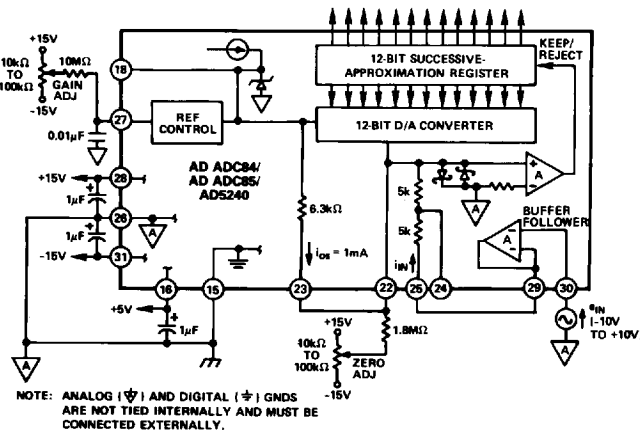 +15V
10kΩ
TO
100kΩ
10MΩ
GAIN
ADJ
-15V
0.01μF
18
27
REF
CONTROL
12-BIT SUCCESSIVE-
APPROXIMATION REGISTER
KEEP/
REJECT
12-BIT D/A CONVERTER
AD ADC84/
AD ADC85/
AD5240
+15V
28
1μF
26
A
1μF
-15V
31
6.3kΩ
iOS = 1mA
5k
5k
iIN
+
-
A
A
BUFFER
FOLLOWER
A
-
-
16
15
23
22
25
24
29
30
+5V
1μF
A
1.8MΩ
+15V
10kΩ
TO
100kΩ
ZERO
ADJ
-15V
eIN
(-10V
TO +10V
A
NOTE: ANALOG (A) AND DIGITAL (⏚) GNDS
ARE NOT TIED INTERNALLY AND MUST BE
CONNECTED EXTERNALLY.